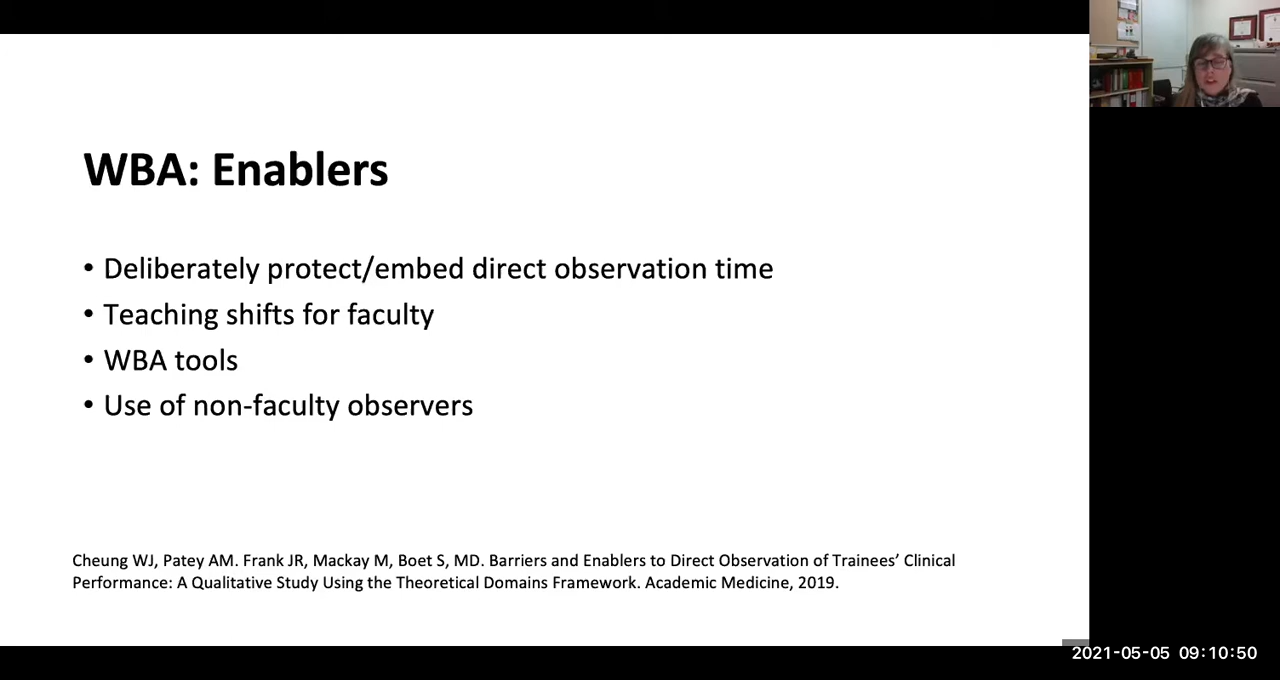 WBA: Enablers
• Deliberately protect/embed direct observation time
• Teaching shifts for faculty
• WBA tools
• Use of non-faculty observers
Cheung WJ, Patey AM. Frank JR, Mackay M, Boet S, MD. Barriers and Enablers to Direct Observation of Trainees’ Clinical
Performance: A Qualitative Study Using the Theoretical Domains Framework. Academic Medicine, 2019.
2021-05-05 09:10:50